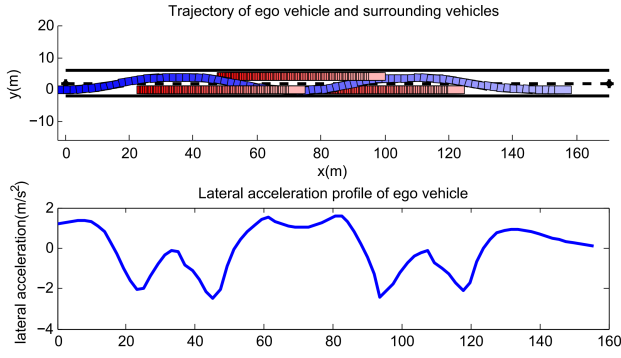 Trajectory of ego vehicle and surrounding vehicles
20
10
0
−10
y(m)
0 20 40 60 80 100 120 140 160
x(m)
Lateral acceleration profile of ego vehicle
2
0
−2
−4
lateral acceleration(m/s²)
0 20 40 60 80 100 120 140 160